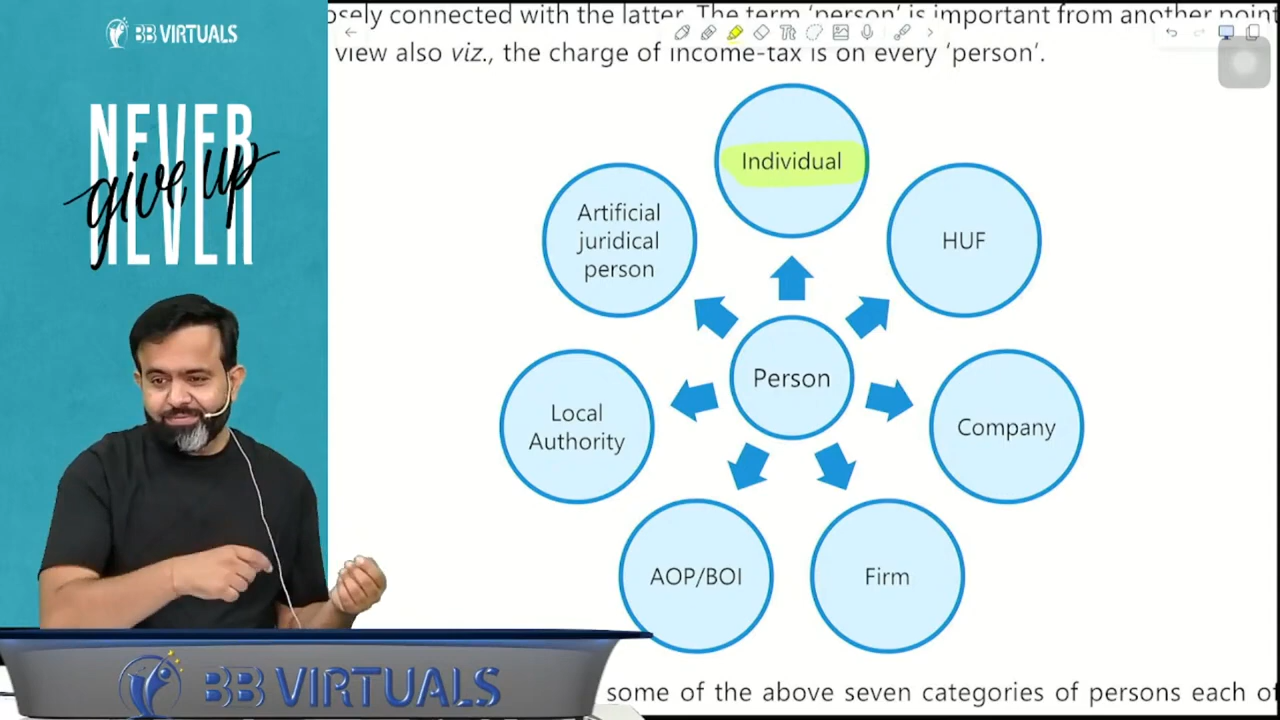 BB VIRTUALS
NEVER
give up
NEVER
osely connected with the latter. The term ‘person’ is important from another point
view also viz., the charge of income-tax is on every ‘person’.
Individual
Artificial
juridical
person
HUF
Person
Local
Authority
Company
AOP/BOI
Firm
some of the above seven categories of persons each of
BB VIRTUALS